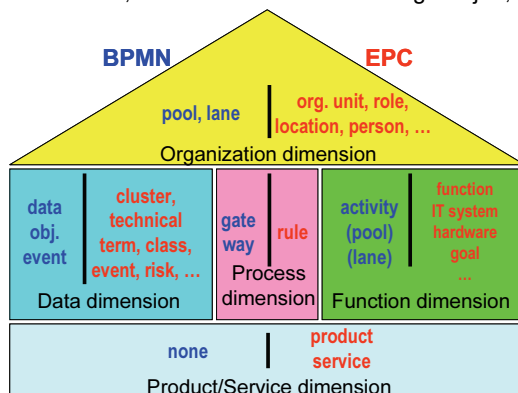 BPMN EPC
pool, lane
org. unit, role,
location, person, ...
Organization dimension
data
obj.
event
cluster,
technical
term, class,
event, risk, ...
Data dimension
gate
way
rule
Process
dimension
activity
(pool)
(lane)
function
IT system
hardware
goal
...
Function dimension
none
product
service
Product/Service dimension